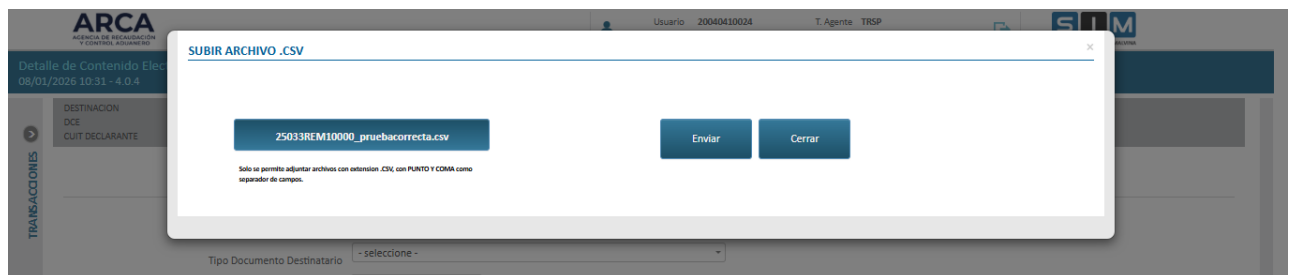 ARCA
AGENCIA DE RECAUDACIÓN
Y CONTROL ADUANERO
Usuario 20040410024 T. Agente TRSP
SIM
SUBIR ARCHIVO .CSV
×
Detalle de Contenido Elec
08/01/2026 10:31 - 4.0.4
DESTINACION
DCE
CUIT DECLARANTE
TRANSACCIONES
25033REM10000_pruebacorrecta.csv
Enviar
Cerrar
Solo se permite adjuntar archivos con extension .CSV, con PUNTO Y COMA como
separador de campos.
Tipo Documento Destinatario
- seleccione -